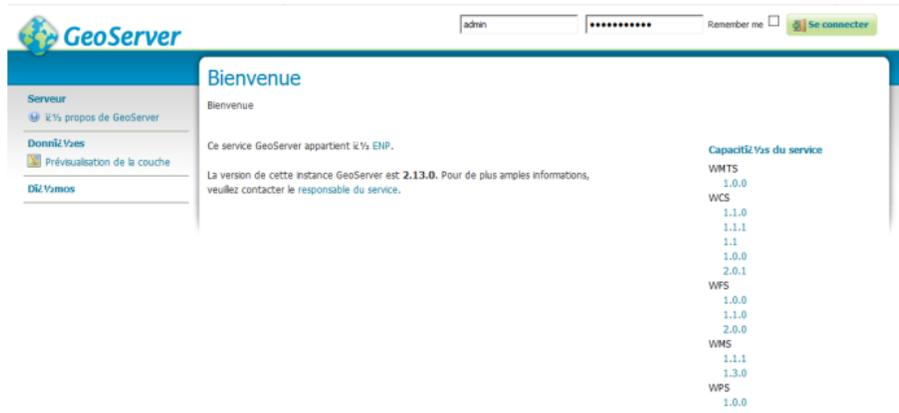 GeoServer
admin
•••••••••••
Remember me
Se connecter
Serveur
ï¿½ propos de GeoServer
Donnï¿½es
Prévisualisation de la couche
Dï¿½mos
Bienvenue
Bienvenue
Ce service GeoServer appartient ï¿½ ENP.
La version de cette instance GeoServer est 2.13.0. Pour de plus amples informations,
veuillez contacter le responsable du service.
Capacitï¿½s du service
WMTS
1.0.0
WCS
1.1.0
1.1.1
1.1
1.0.0
2.0.1
WFS
1.0.0
1.1.0
2.0.0
WMS
1.1.1
1.3.0
WPS
1.0.0